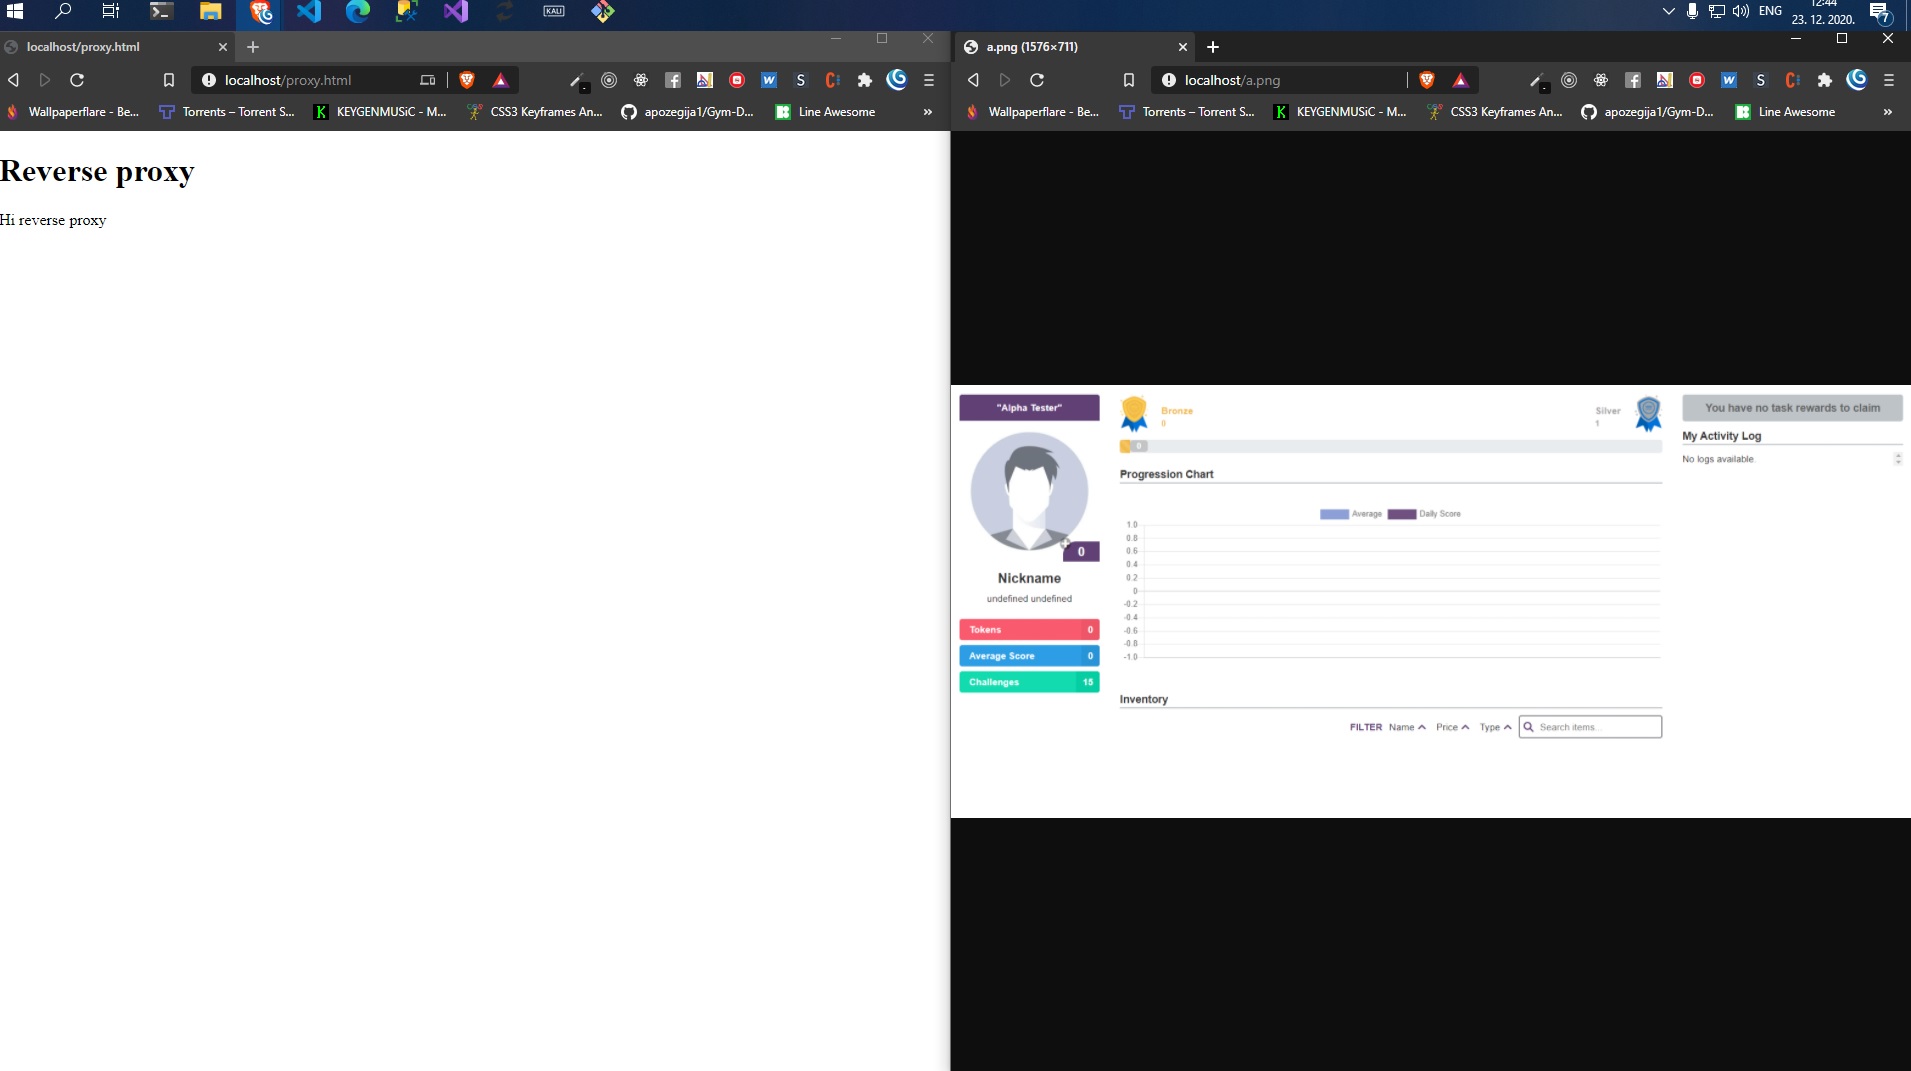 KALI
ENG
12:44
23. 12. 2020.
7
localhost/proxy.html
localhost/proxy.html
Wallpaperflare - Be...
Torrents – Torrent S...
KEYGENMUSiC - M...
CSS3 Keyframes An...
apozegija1/Gym-D...
Line Awesome
»
Reverse proxy
Hi reverse proxy
a.png (1576×711)
localhost/a.png
Wallpaperflare - Be...
Torrents – Torrent S...
KEYGENMUSiC - M...
CSS3 Keyframes An...
apozegija1/Gym-D...
Line Awesome
»
"Alpha Tester"
0
Nickname
undefined undefined
Tokens 0
Average Score 0
Challenges 15
Bronze
0
Silver
1
0
Progression Chart
Average Daily Score
1.0
0.8
0.6
0.4
0.2
0
-0.2
-0.4
-0.6
-0.8
-1.0
Inventory
FILTER Name Price Type Search items...
You have no task rewards to claim
My Activity Log
No logs available.